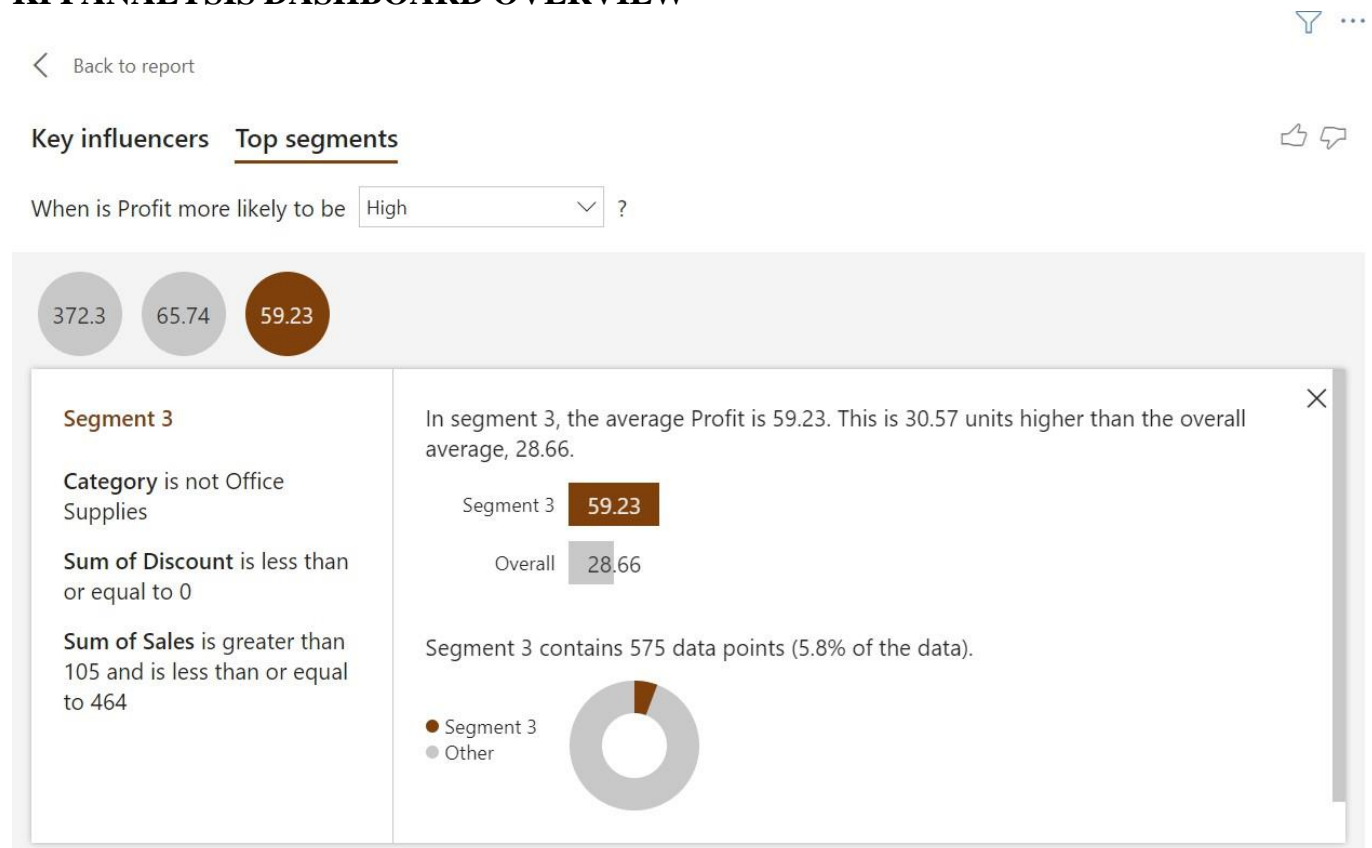 KPI ANALYSIS DASHBOARD OVERVIEW
Back to report
Key influencers Top segments
When is Profit more likely to be High ?
372.3 65.74 59.23
Segment 3
Category is not Office
Supplies
Sum of Discount is less than
or equal to 0
Sum of Sales is greater than
105 and is less than or equal
to 464
In segment 3, the average Profit is 59.23. This is 30.57 units higher than the overall
average, 28.66.
Segment 3 59.23
Overall 28.66
Segment 3 contains 575 data points (5.8% of the data).
Segment 3
Other